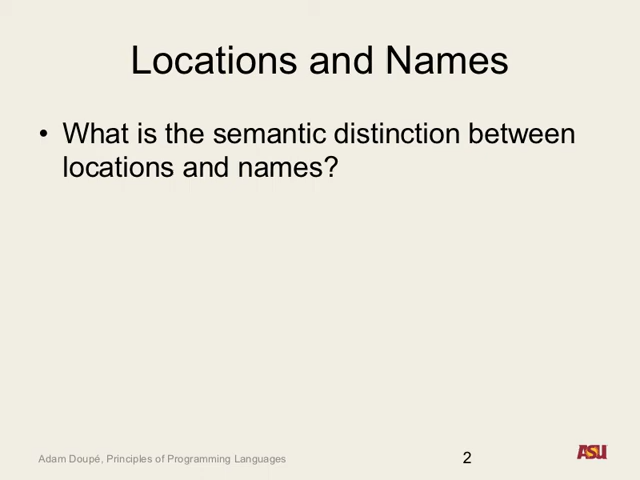 Locations and Names
• What is the semantic distinction between
locations and names?
Adam Doupé, Principles of Programming Languages
2
ASU